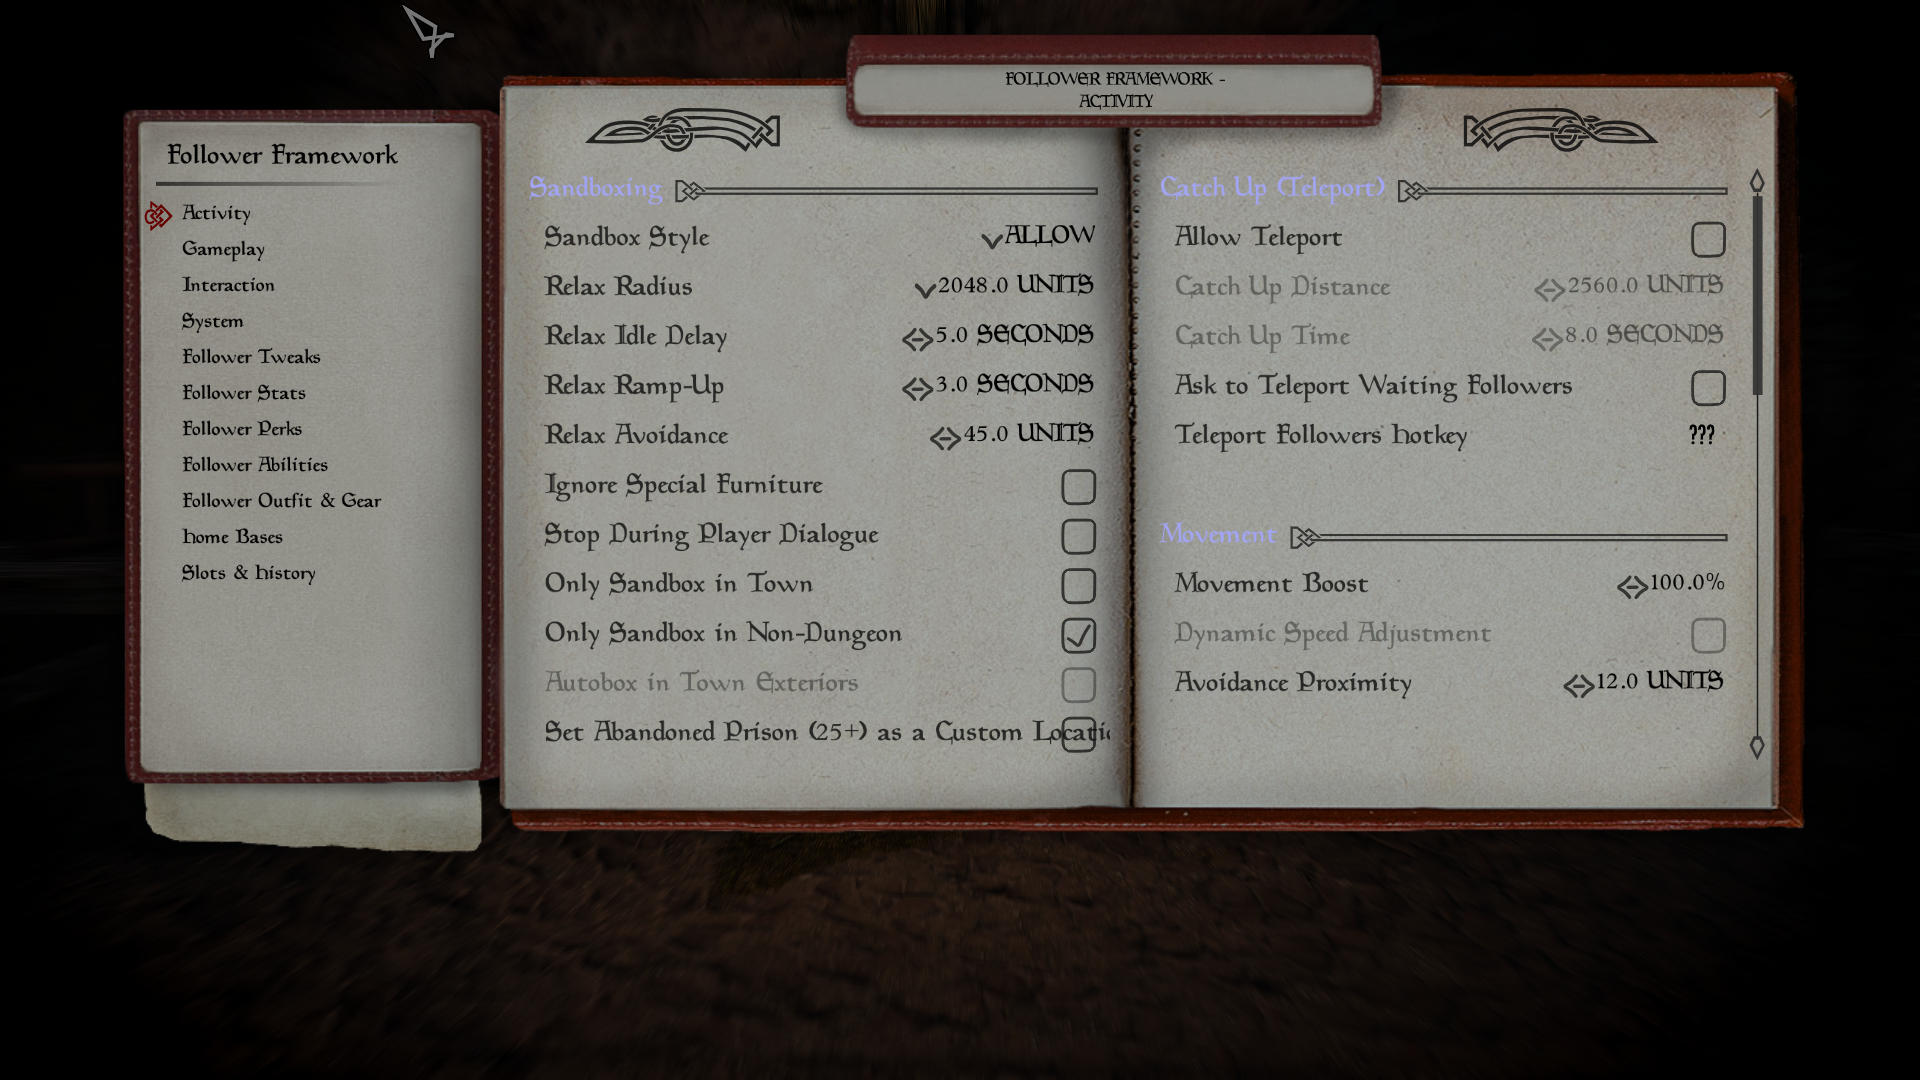 FOLLOWER FRAMEWORK -
ACTIVITY
Follower Framework
Activity
Gameplay
Interaction
System
Follower Tweaks
Follower Stats
Follower Perks
Follower Abilities
Follower Outfit & Gear
Home Bases
Slots & History
Sandboxing
Sandbox Style ALLOW
Relax Radius 2048.0 UNITS
Relax Idle Delay 5.0 SECONDS
Relax Ramp-Up 3.0 SECONDS
Relax Avoidance 45.0 UNITS
Ignore Special Furniture
Stop During Player Dialogue
Only Sandbox in Town
Only Sandbox in Non-Dungeon
Autobox in Town Exteriors
Set Abandoned Prison (25+) as a Custom Locati
Catch Up (Teleport)
Allow Teleport
Catch Up Distance 2560.0 UNITS
Catch Up Time 8.0 SECONDS
Ask to Teleport Waiting Followers
Teleport Followers Hotkey ???
Movement
Movement Boost 100.0%
Dynamic Speed Adjustment
Avoidance Proximity 12.0 UNITS